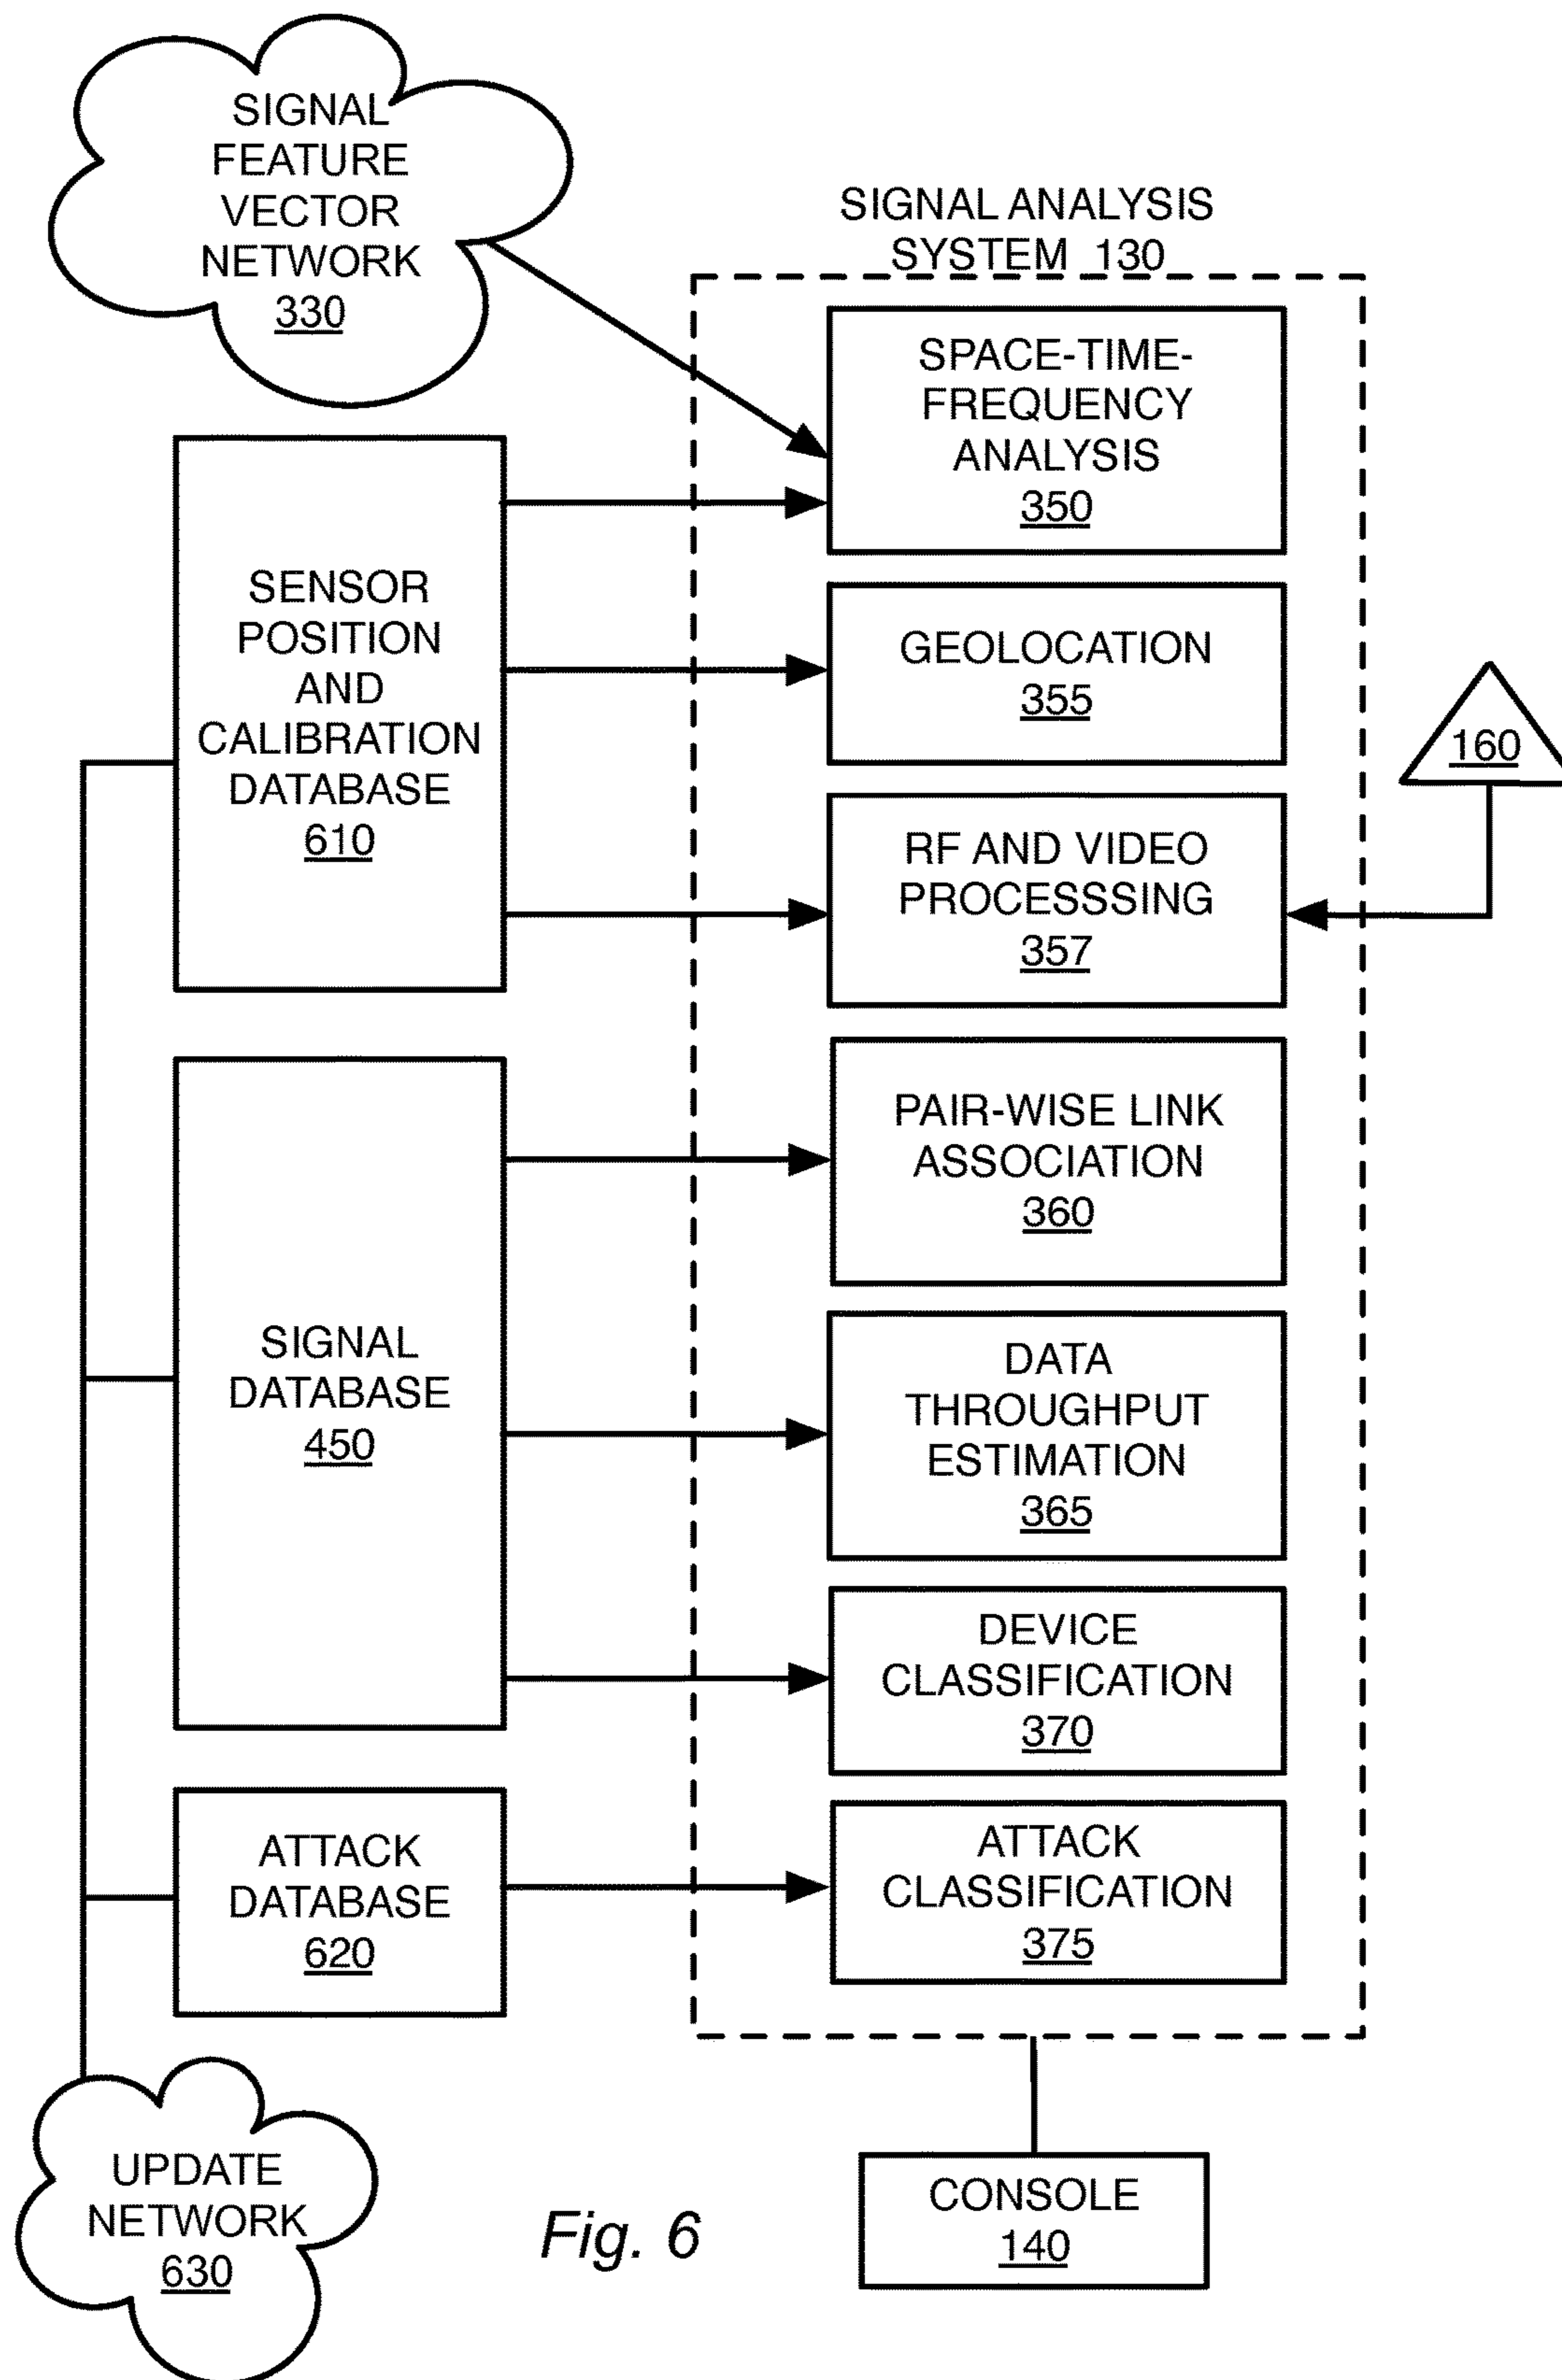 SIGNAL
FEATURE
VECTOR
NETWORK
330
SIGNAL ANALYSIS
SYSTEM 130
SPACE-TIME-
FREQUENCY
ANALYSIS
350
SENSOR
POSITION
AND
CALIBRATION
DATABASE
610
GEOLOCATION
355
160
RF AND VIDEO
PROCESSSING
357
PAIR-WISE LINK
ASSOCIATION
360
SIGNAL
DATABASE
450
DATA
THROUGHPUT
ESTIMATION
365
DEVICE
CLASSIFICATION
370
ATTACK
DATABASE
620
ATTACK
CLASSIFICATION
375
UPDATE
NETWORK
630
Fig. 6
CONSOLE
140